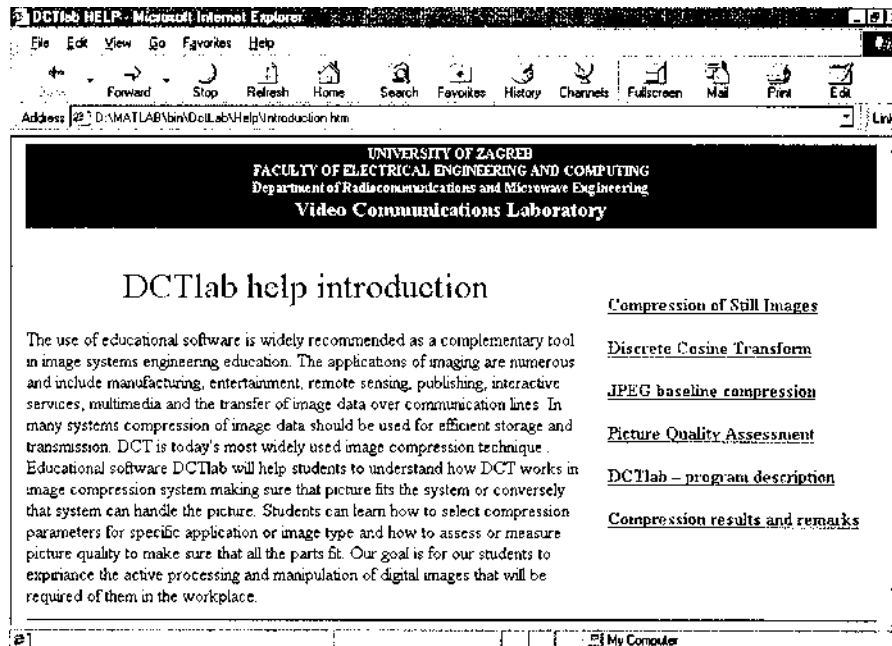 DCTlab HELP - Microsoft Internet Explorer
File Edit View Go Favorites Help
Forward Stop Refresh Home Search Favorites History Channels Fullscreen Mail Print Edit
Address D:\MATLAB\bin\DctLab\Help\Introduction.htm Link
UNIVERSITY OF ZAGREB
FACULTY OF ELECTRICAL ENGINEERING AND COMPUTING
Department of Radiocommunications and Microwave Engineering
Video Communications Laboratory
DCTlab help introduction
The use of educational software is widely recommended as a complementary tool
in image systems engineering education. The applications of imaging are numerous
and include manufacturing, entertainment, remote sensing, publishing, interactive
services, multimedia and the transfer of image data over communication lines. In
many systems compression of image data should be used for efficient storage and
transmission. DCT is today's most widely used image compression technique .
Educational software DCTlab will help students to understand how DCT works in
image compression system making sure that picture fits the system or conversely
that system can handle the picture. Students can learn how to select compression
parameters for specific application or image type and how to assess or measure
picture quality to make sure that all the parts fit. Our goal is for our students to
expiriance the active processing and manipulation of digital images that will be
required of them in the workplace.
Compression of Still Images
Discrete Cosine Transform
JPEG baseline compression
Picture Quality Assessment
DCTlab – program description
Compression results and remarks
My Computer